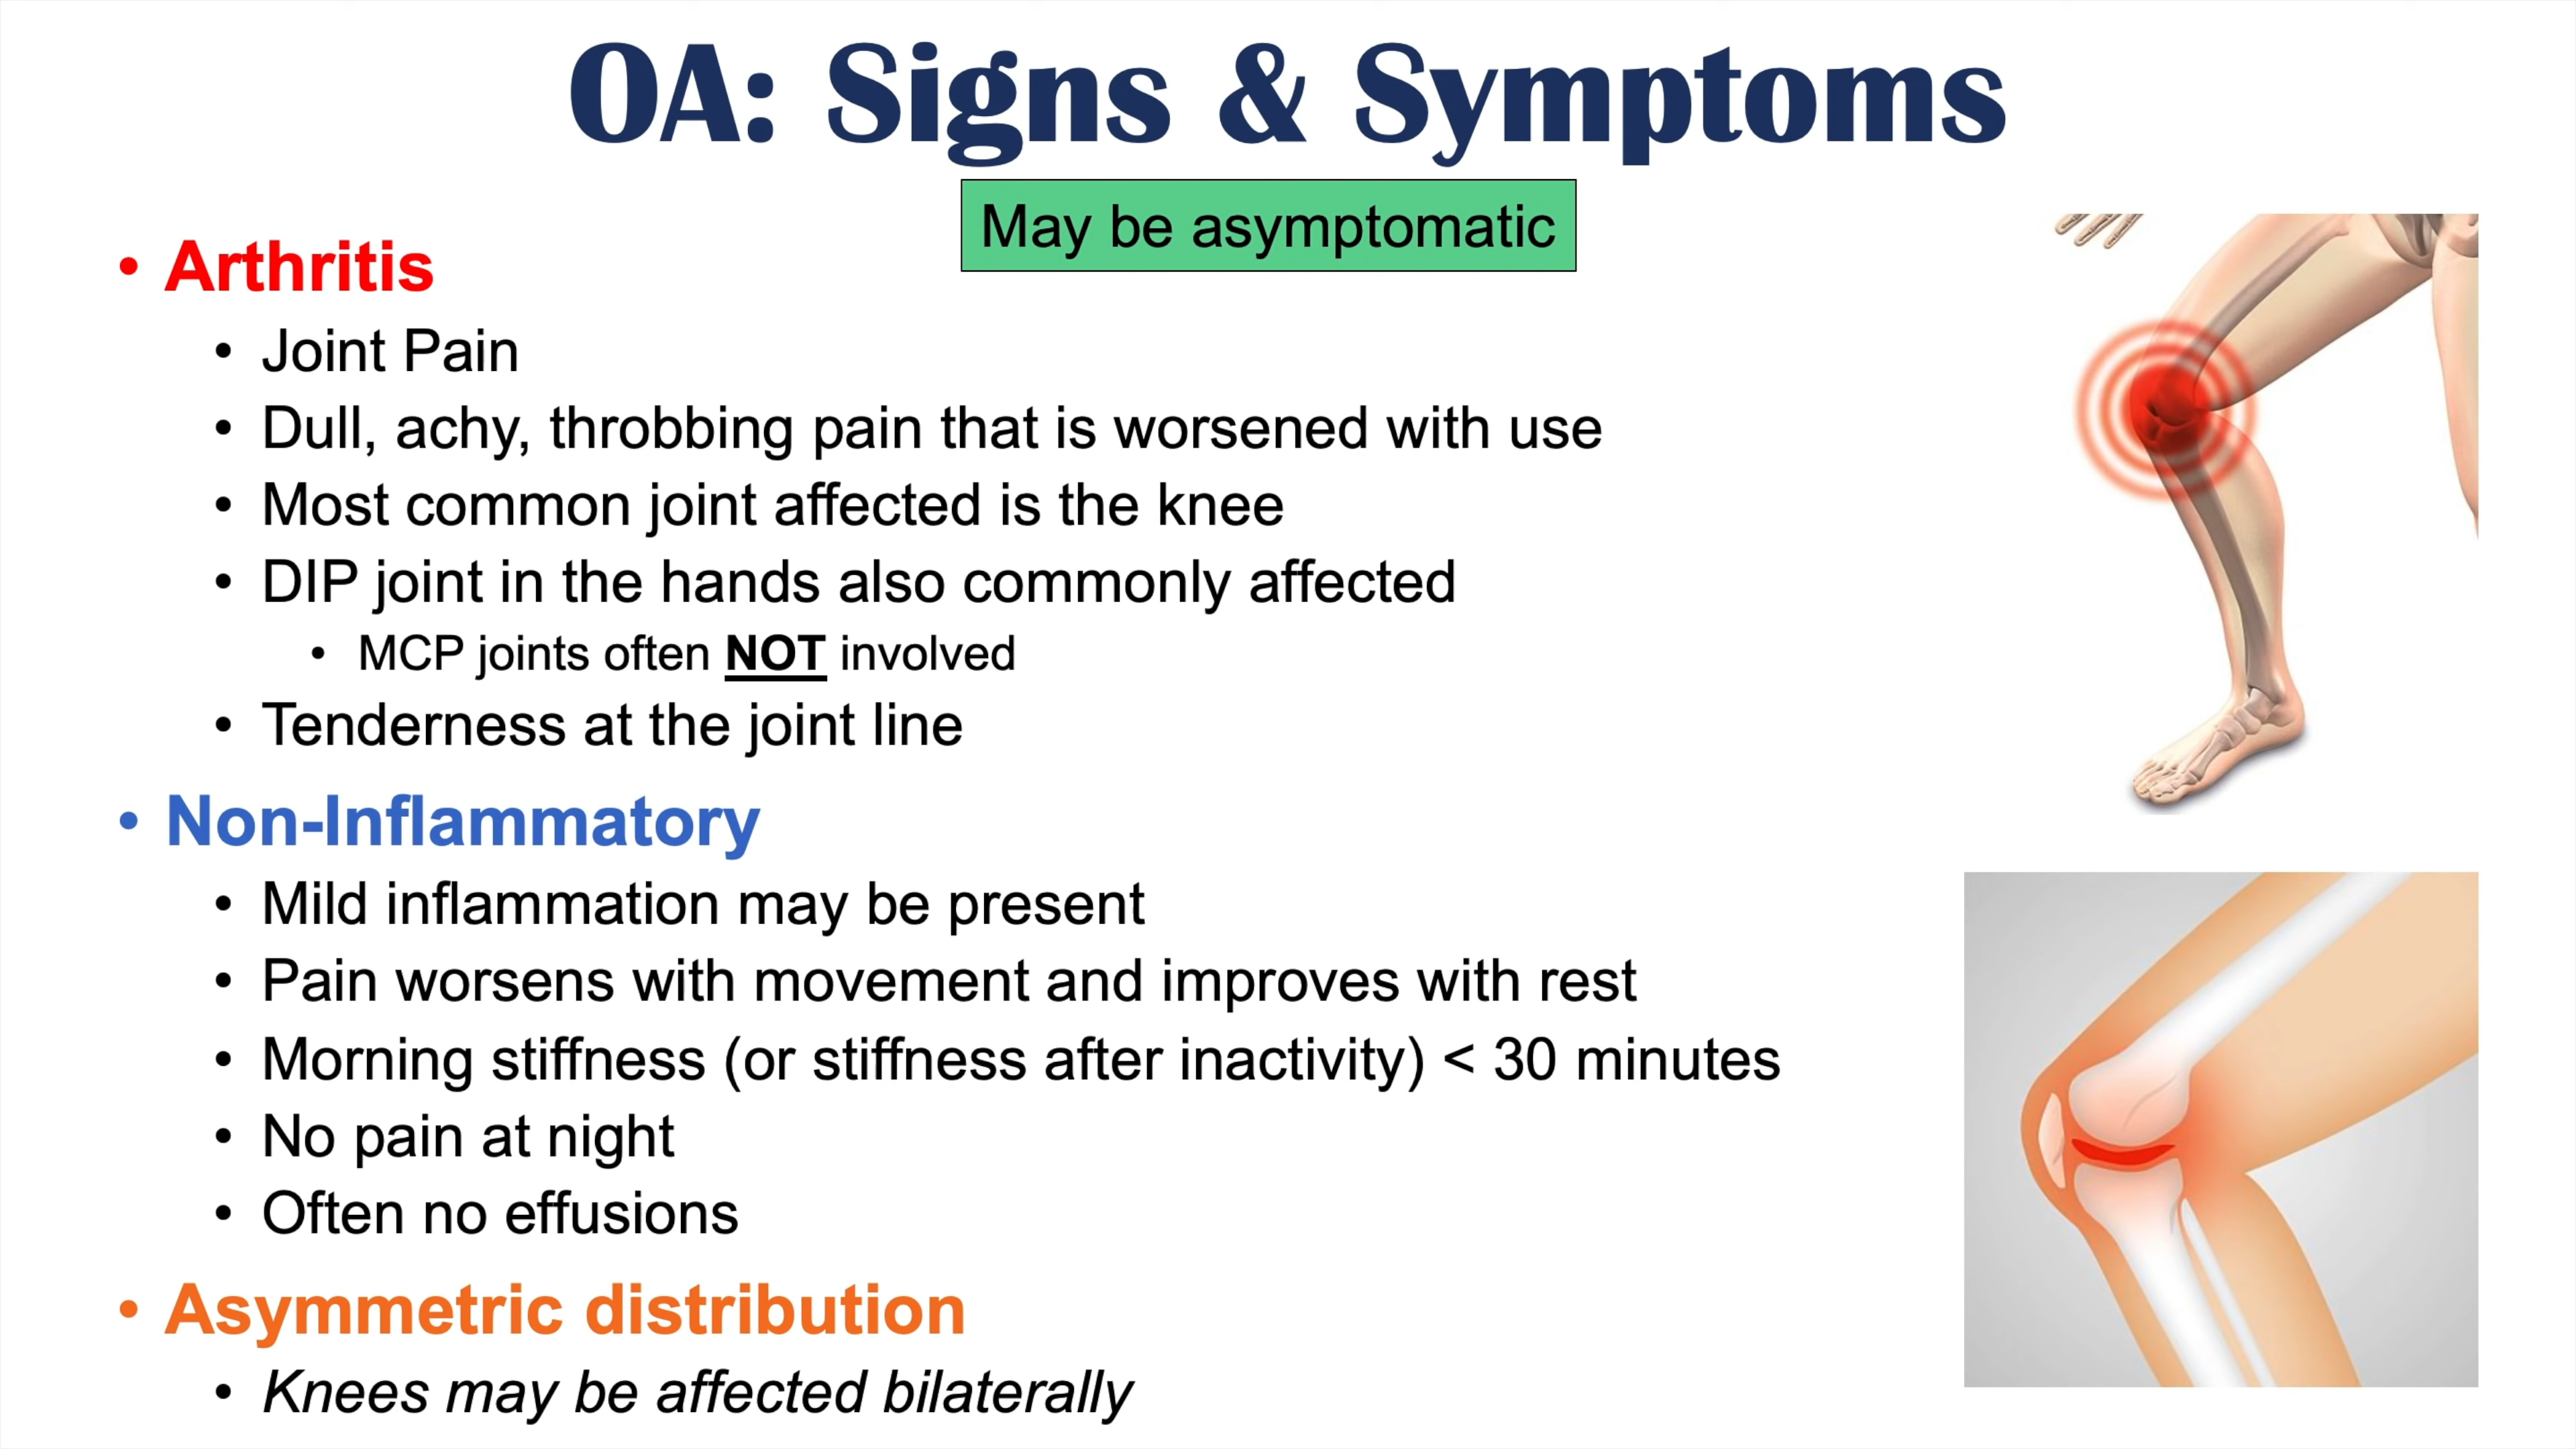 OA: Signs & Symptoms
May be asymptomatic
• Arthritis
• Joint Pain
• Dull, achy, throbbing pain that is worsened with use
• Most common joint affected is the knee
• DIP joint in the hands also commonly affected
• MCP joints often NOT involved
• Tenderness at the joint line
• Non-Inflammatory
• Mild inflammation may be present
• Pain worsens with movement and improves with rest
• Morning stiffness (or stiffness after inactivity) < 30 minutes
• No pain at night
• Often no effusions
• Asymmetric distribution
• Knees may be affected bilaterally